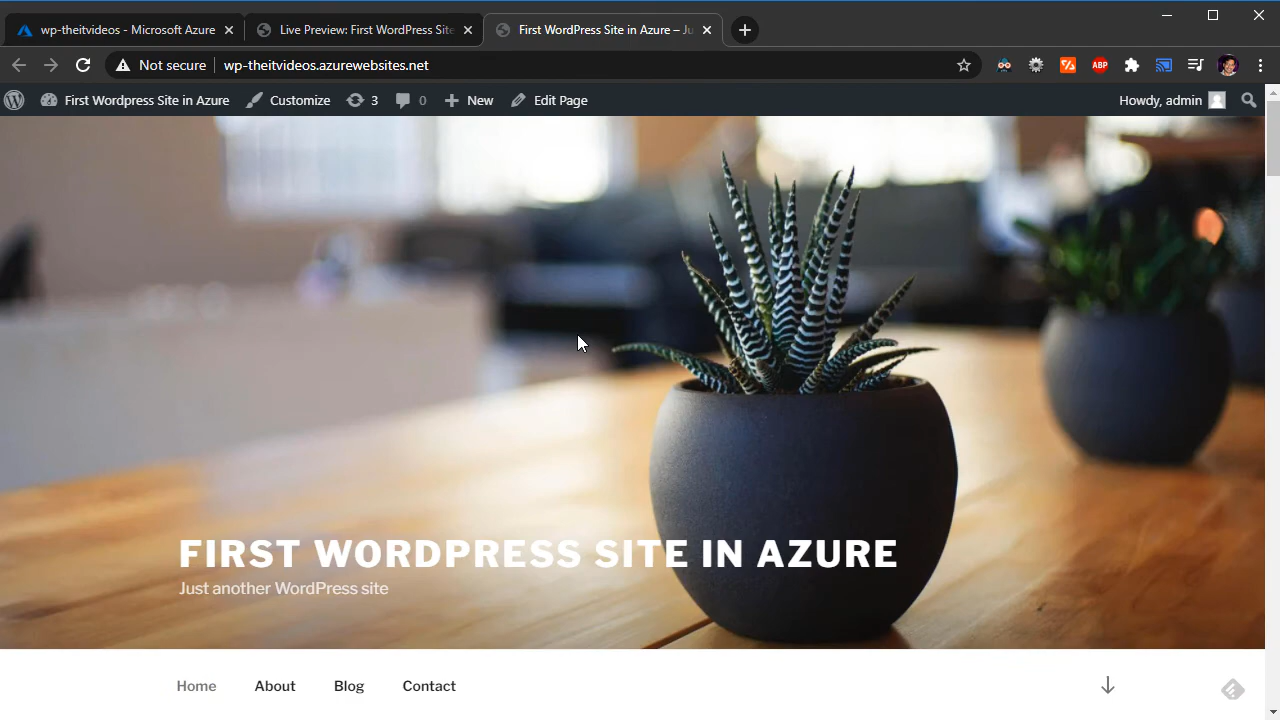 wp-theitvideos - Microsoft Azure
Live Preview: First WordPress Site
First WordPress Site in Azure – Ju
Not secure
wp-theitvideos.azurewebsites.net
ABP
First Wordpress Site in Azure
Customize
3
0
New
Edit Page
Howdy, admin
FIRST WORDPRESS SITE IN AZURE
Just another WordPress site
Home
About
Blog
Contact